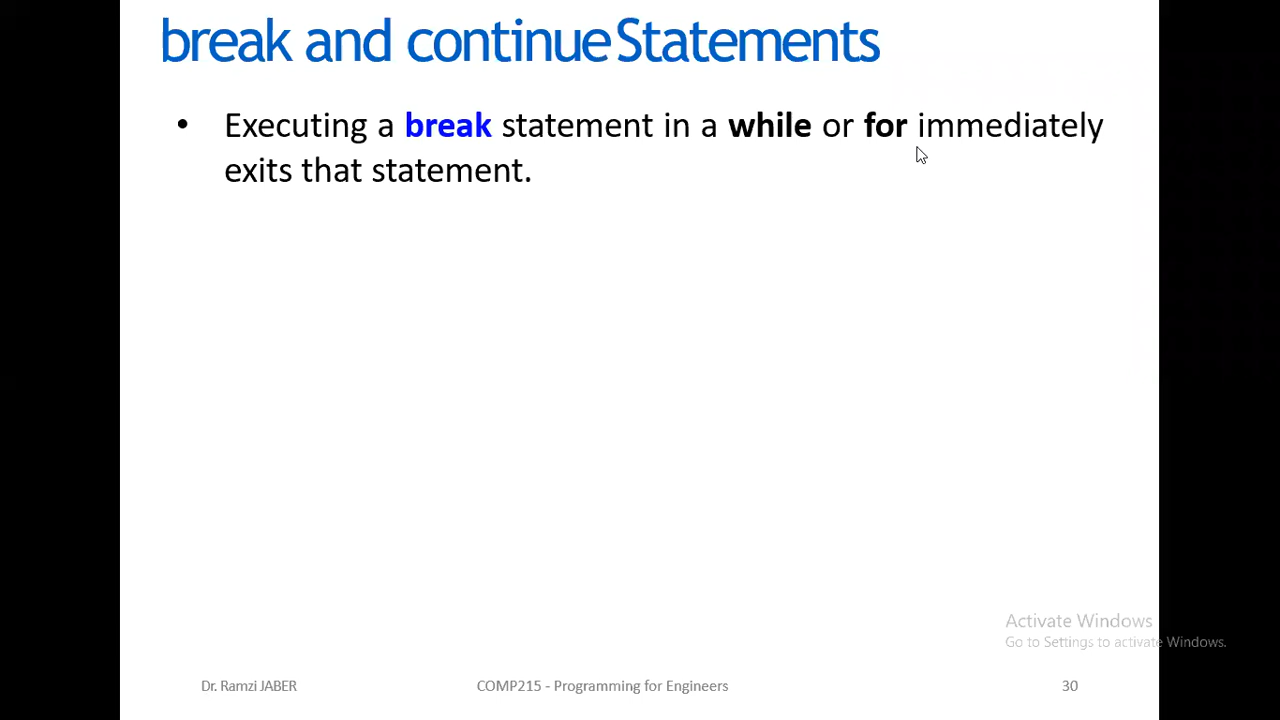 break and continue Statements
• Executing a break statement in a while or for immediately
exits that statement.
Activate Windows
Go to Settings to activate Windows.
Dr. Ramzi JABER COMP215 - Programming for Engineers 30